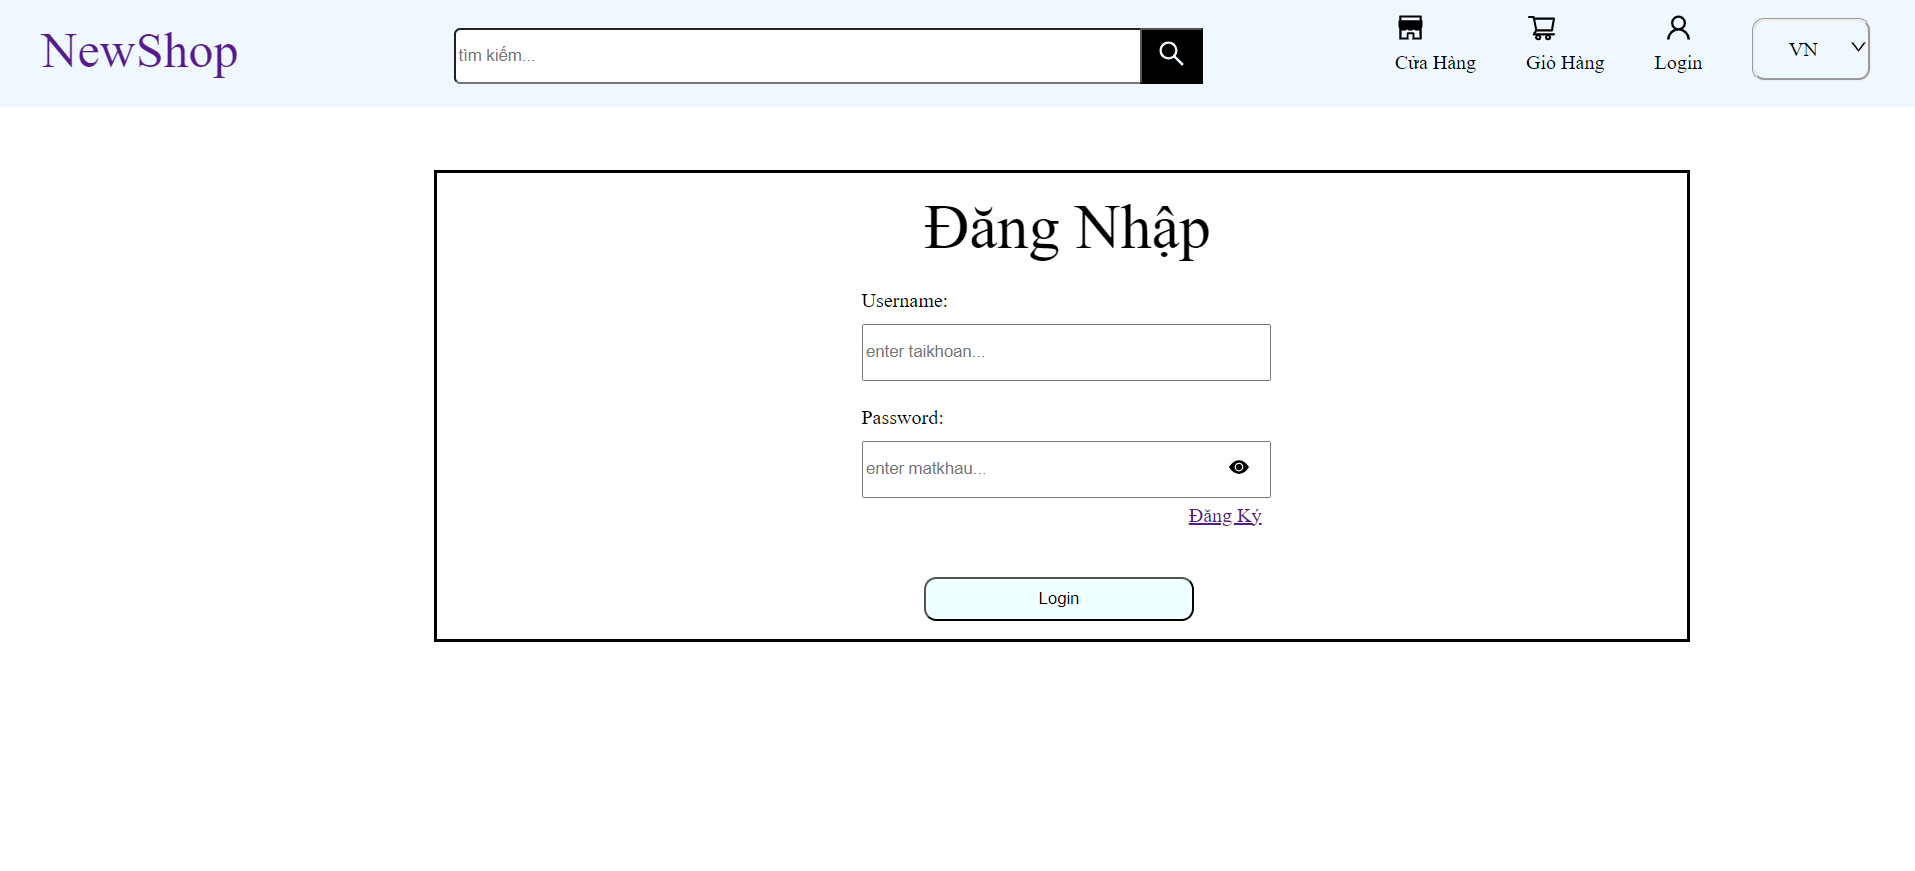 NewShop
tìm kiếm...
Cửa Hàng
Giỏ Hàng
Login
VN
Đăng Nhập
Username:
enter taikhoan...
Password:
enter matkhau...
Đăng Ký
Login